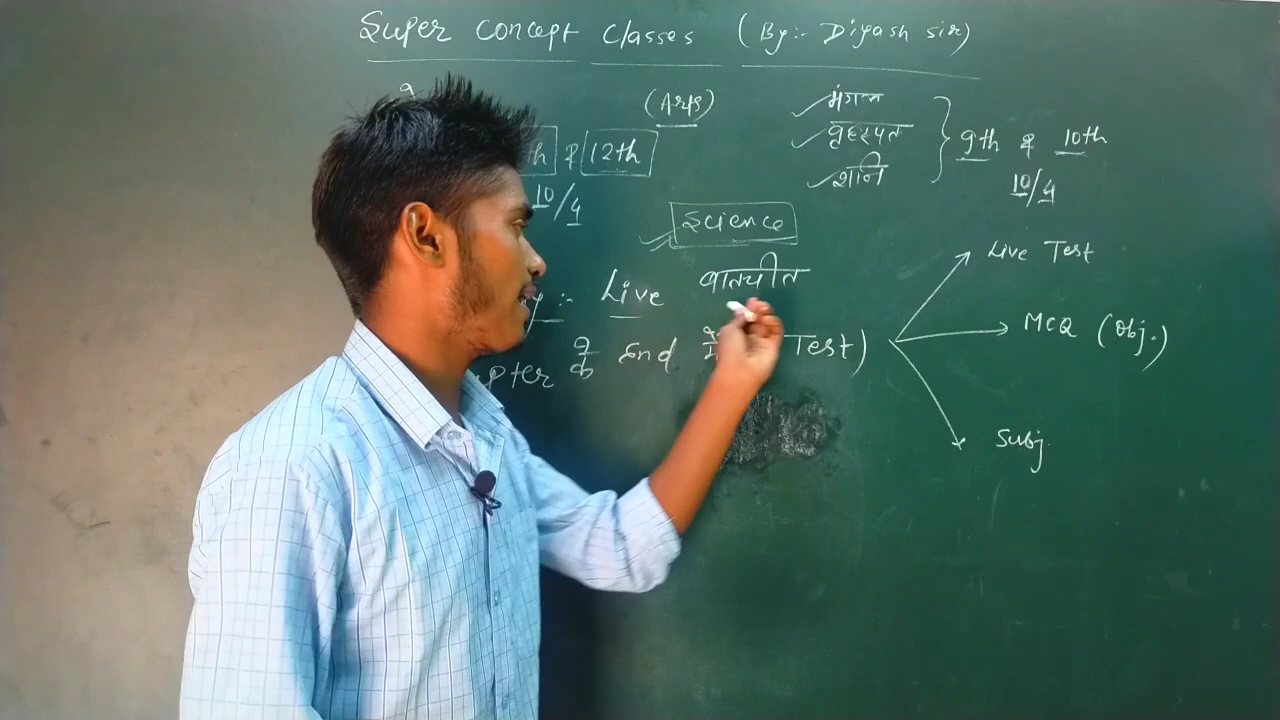 Super Concept Classes (By:- Diyash sir)
(Arts)
& 12th
10/4
मंगल
वृहस्पत
शनि
9th & 10th
10/4
Science
:- Live बातचीत
के End Test)
Live Test
MCQ (Obj.)
Subj.